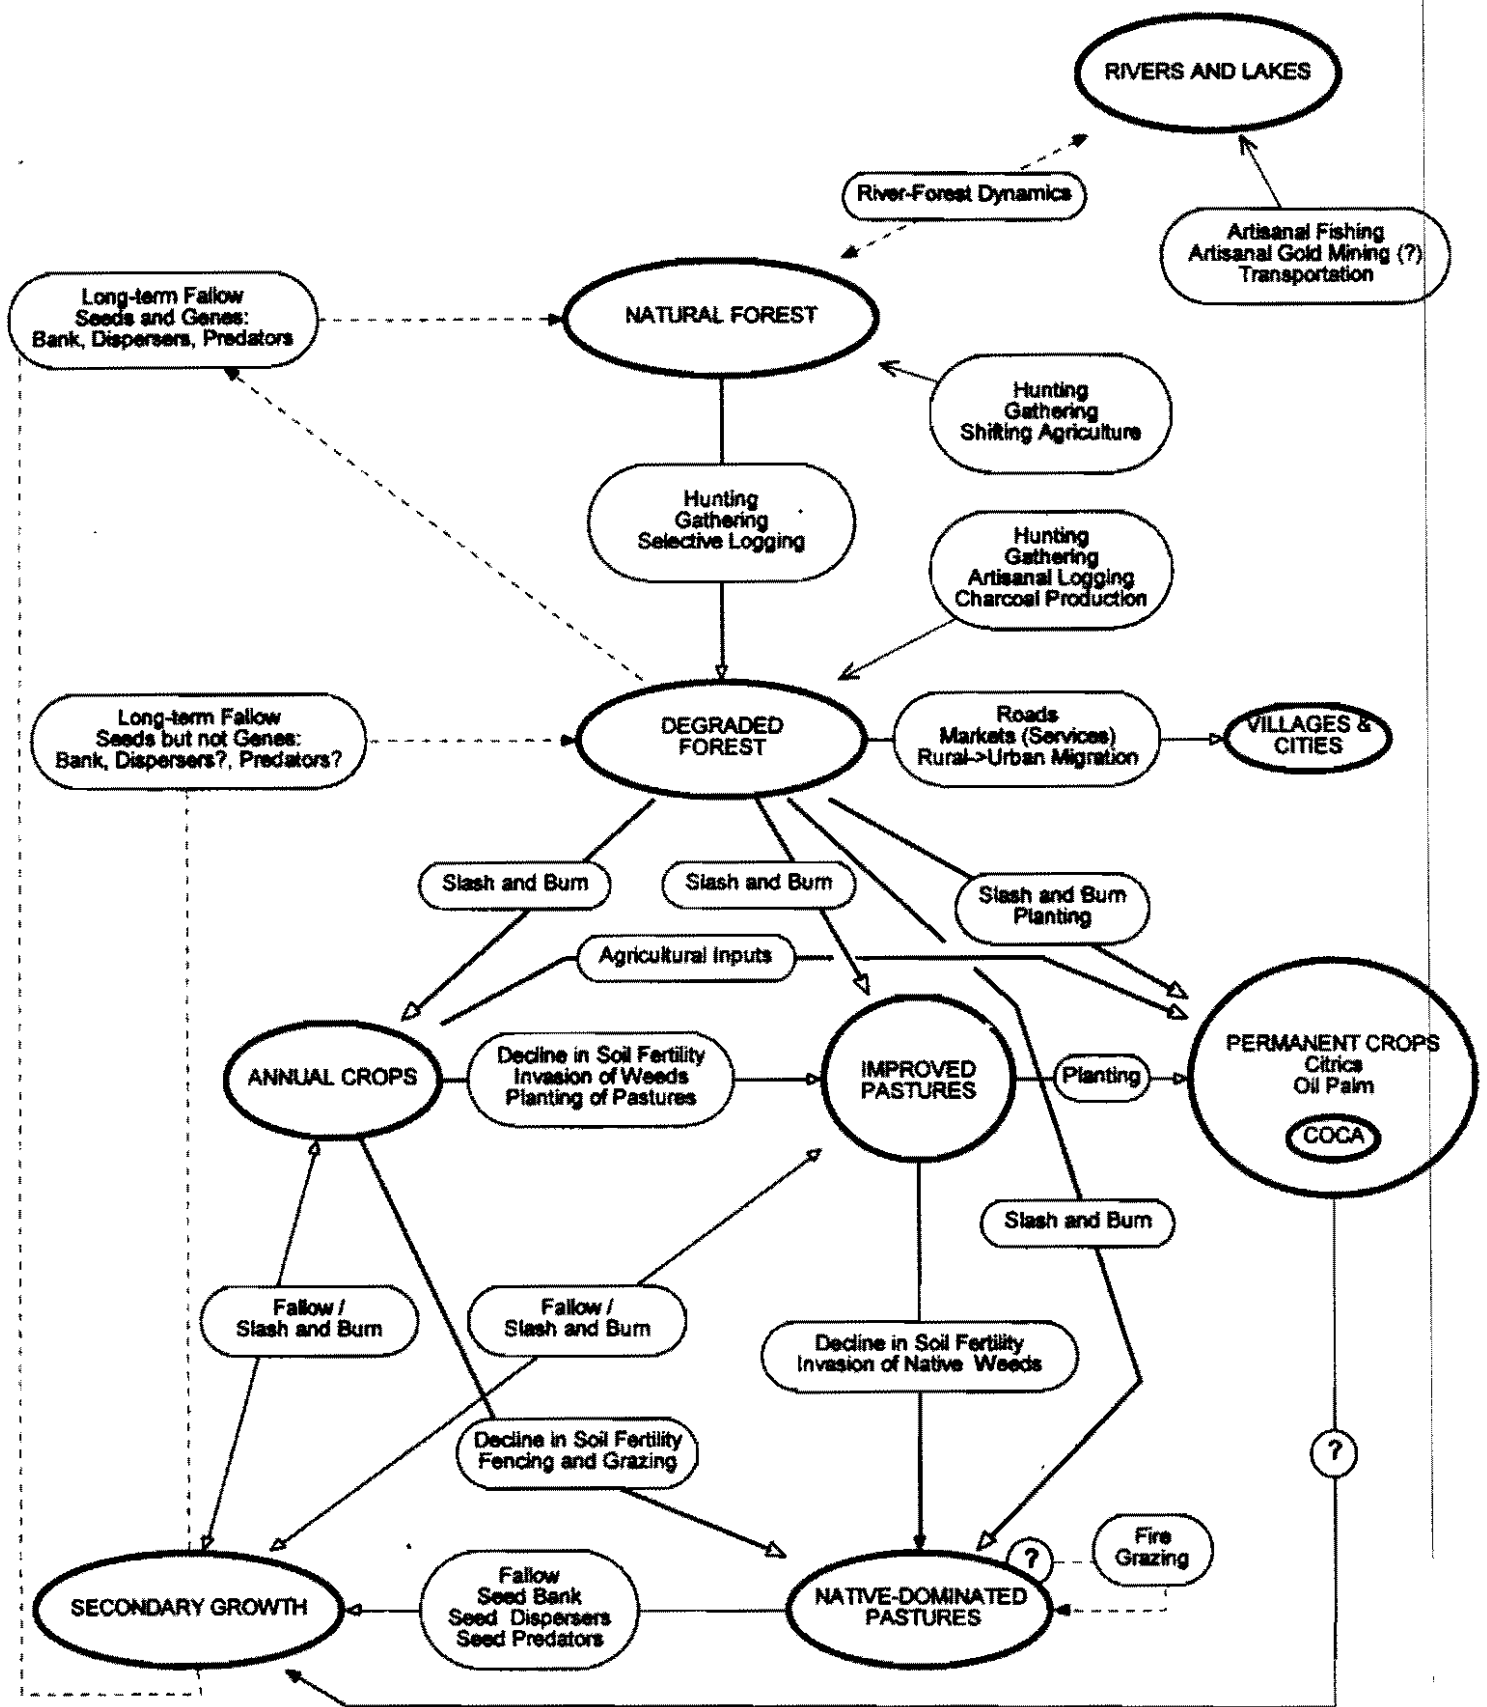 RIVERS AND LAKES
River-Forest Dynamics
Artisanal Fishing
Artisanal Gold Mining (?)
Transportation
Long-term Fallow
Seeds and Genes:
Bank, Dispersers, Predators
NATURAL FOREST
Hunting
Gathering
Shifting Agriculture
Hunting
Gathering
Selective Logging
Hunting
Gathering
Artisanal Logging
Charcoal Production
Long-term Fallow
Seeds but not Genes:
Bank, Dispersers?, Predators?
DEGRADED
FOREST
Roads
Markets (Services)
Rural->Urban Migration
VILLAGES &
CITIES
Slash and Burn
Slash and Burn
Slash and Burn
Planting
Agricultural Inputs
ANNUAL CROPS
Decline in Soil Fertility
Invasion of Weeds
Planting of Pastures
IMPROVED
PASTURES
Planting
PERMANENT CROPS
Citrics
Oil Palm
COCA
Slash and Burn
Fallow /
Slash and Burn
Fallow /
Slash and Burn
Decline in Soil Fertility
Invasion of Native Weeds
Decline in Soil Fertility
Fencing and Grazing
?
?
Fire
Grazing
SECONDARY GROWTH
Fallow
Seed Bank
Seed Dispersers
Seed Predators
NATIVE-DOMINATED
PASTURES